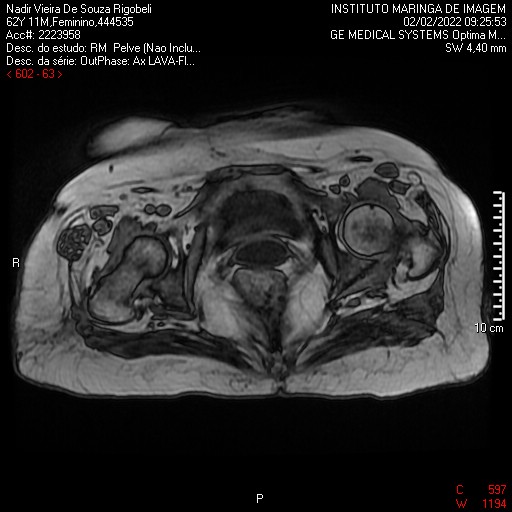 Nadir Vieira De Souza Rigobeli
62Y 11M,Feminino,444535
Acc#: 2223958
Desc. do estudo: RM Pelve (Nao Inclu...
Desc. da série: OutPhase: Ax LAVA-Fl...
< 602 - 63 >
INSTITUTO MARINGA DE IMAGEM
02/02/2022 09:25:53
GE MEDICAL SYSTEMS Optima M...
SW 4,40 mm
R
10 cm
P
C 597
W 1194